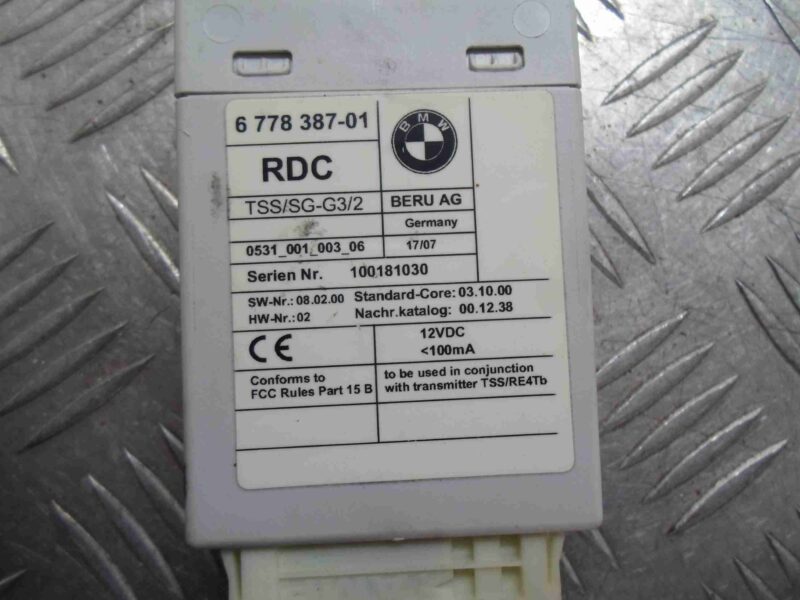 6 778 387-01
BMW
RDC
TSS/SG-G3/2
BERU AG
Germany
0531_001_003_06
17/07
Serien Nr. 100181030
SW-Nr.: 08.02.00 Standard-Core: 03.10.00
HW-Nr.: 02 Nachr.katalog: 00.12.38
CE
12VDC
<100mA
Conforms to
FCC Rules Part 15 B
to be used in conjunction
with transmitter TSS/RE4Tb